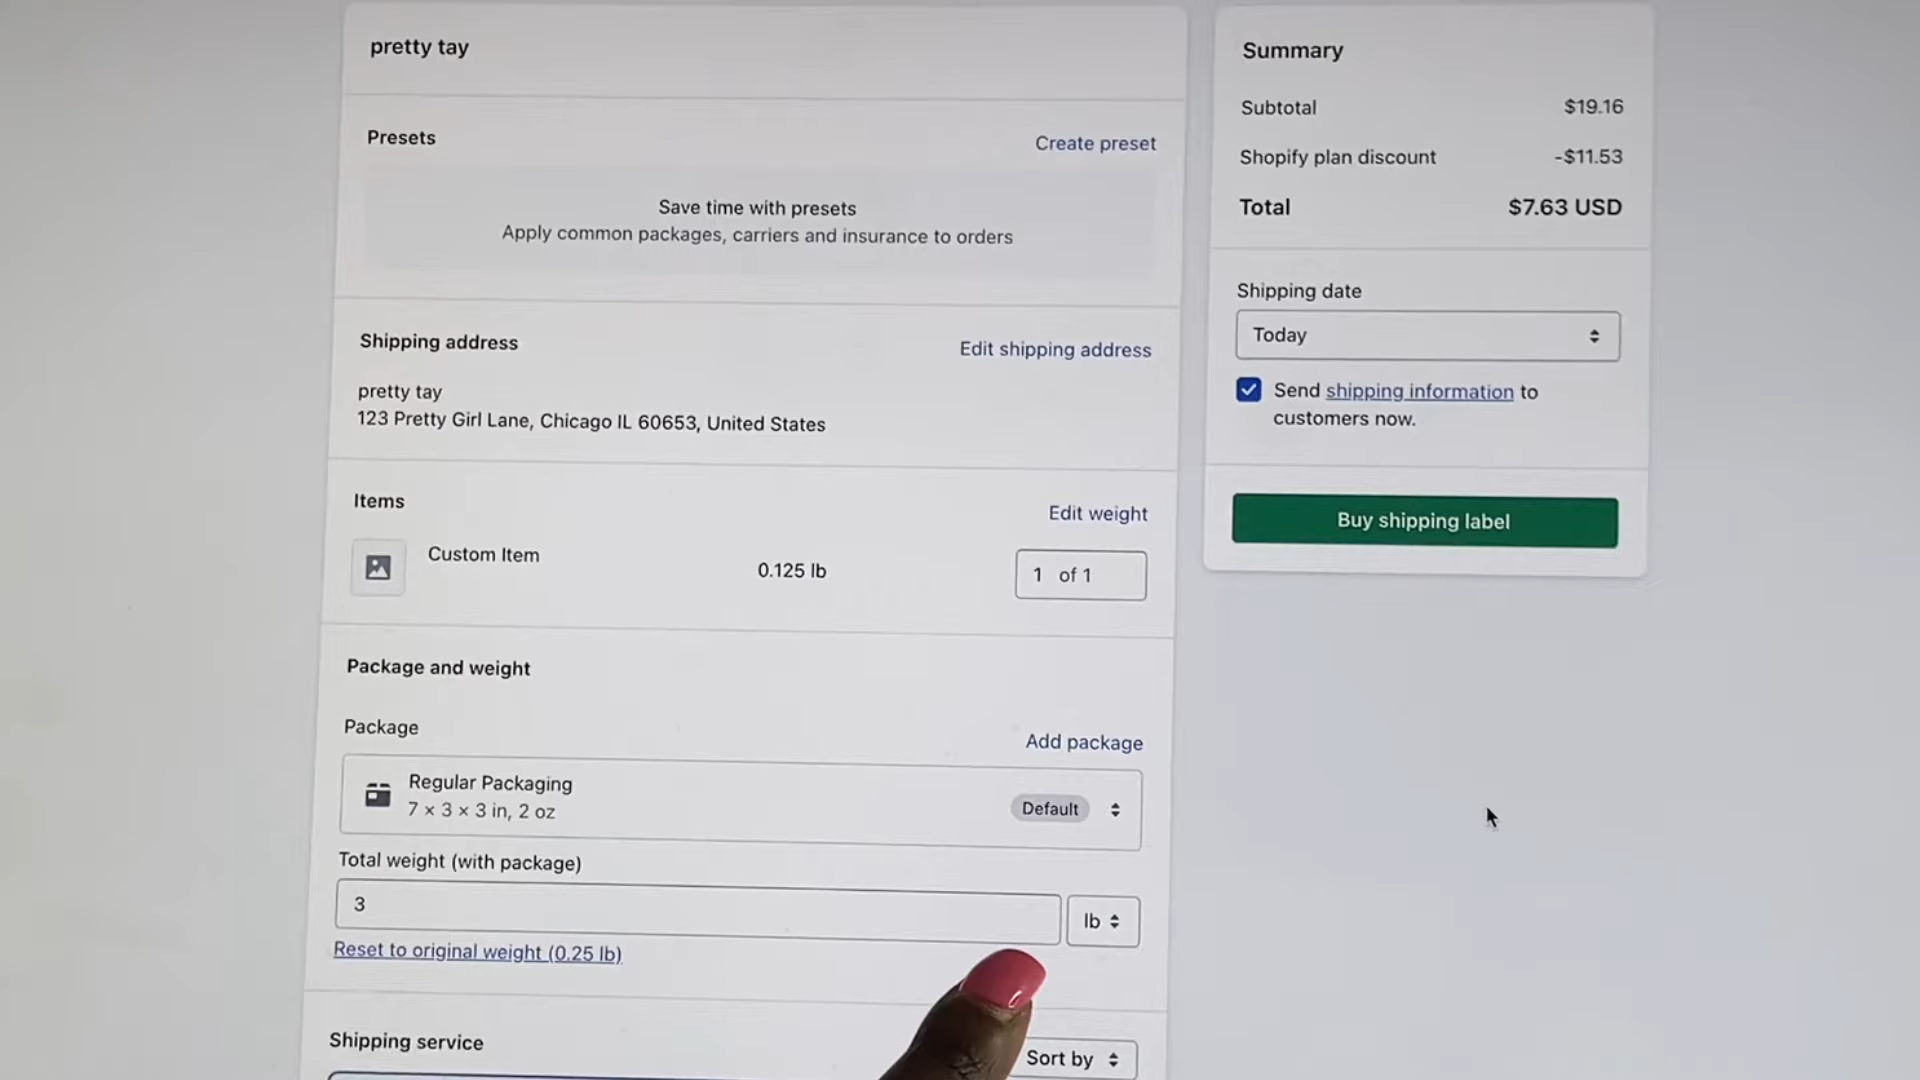 pretty tay
Presets
Create preset
Save time with presets
Apply common packages, carriers and insurance to orders
Shipping address
Edit shipping address
pretty tay
123 Pretty Girl Lane, Chicago IL 60653, United States
Items
Edit weight
Custom Item
0.125 lb
1 of 1
Package and weight
Package
Add package
Regular Packaging
7 × 3 × 3 in, 2 oz
Default
Total weight (with package)
3
lb
Reset to original weight (0.25 lb)
Shipping service
Sort by
Summary
Subtotal
$19.16
Shopify plan discount
-$11.53
Total
$7.63 USD
Shipping date
Today
Send shipping information to
customers now.
Buy shipping label